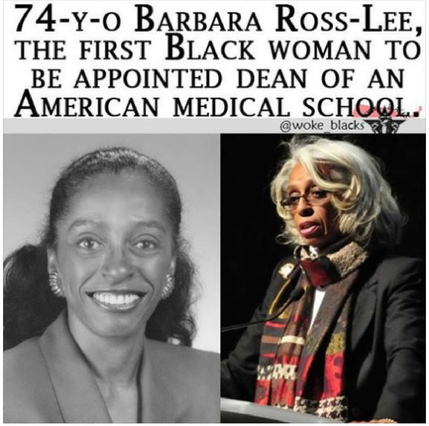 74-Y-O BARBARA ROSS-LEE,
THE FIRST BLACK WOMAN TO
BE APPOINTED DEAN OF AN
AMERICAN MEDICAL SCHOOL.
@woke_blacks